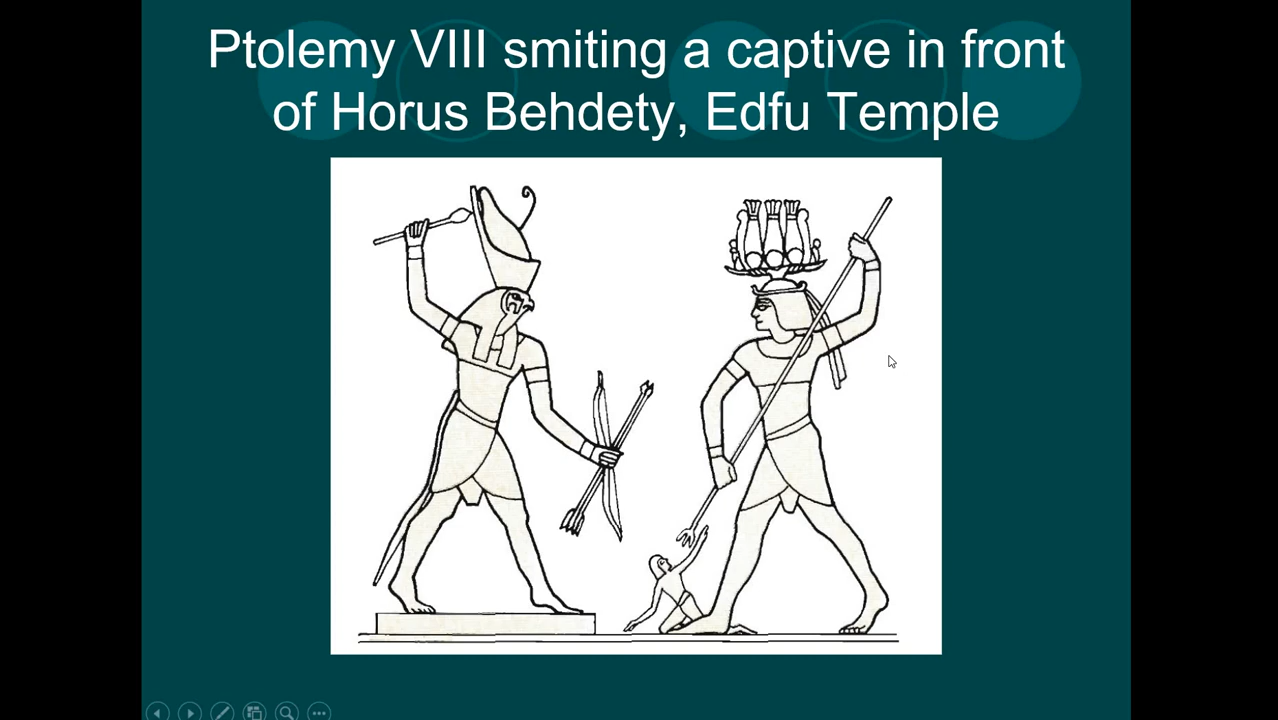 Ptolemy VIII smiting a captive in front
of Horus Behdety, Edfu Temple